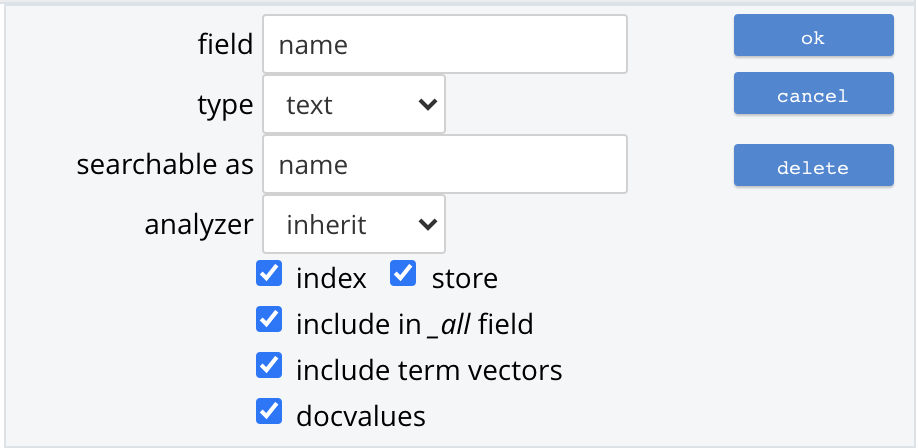 field name ok
type text
cancel
searchable as name
delete
analyzer inherit
index store
include in _all field
include term vectors
docvalues